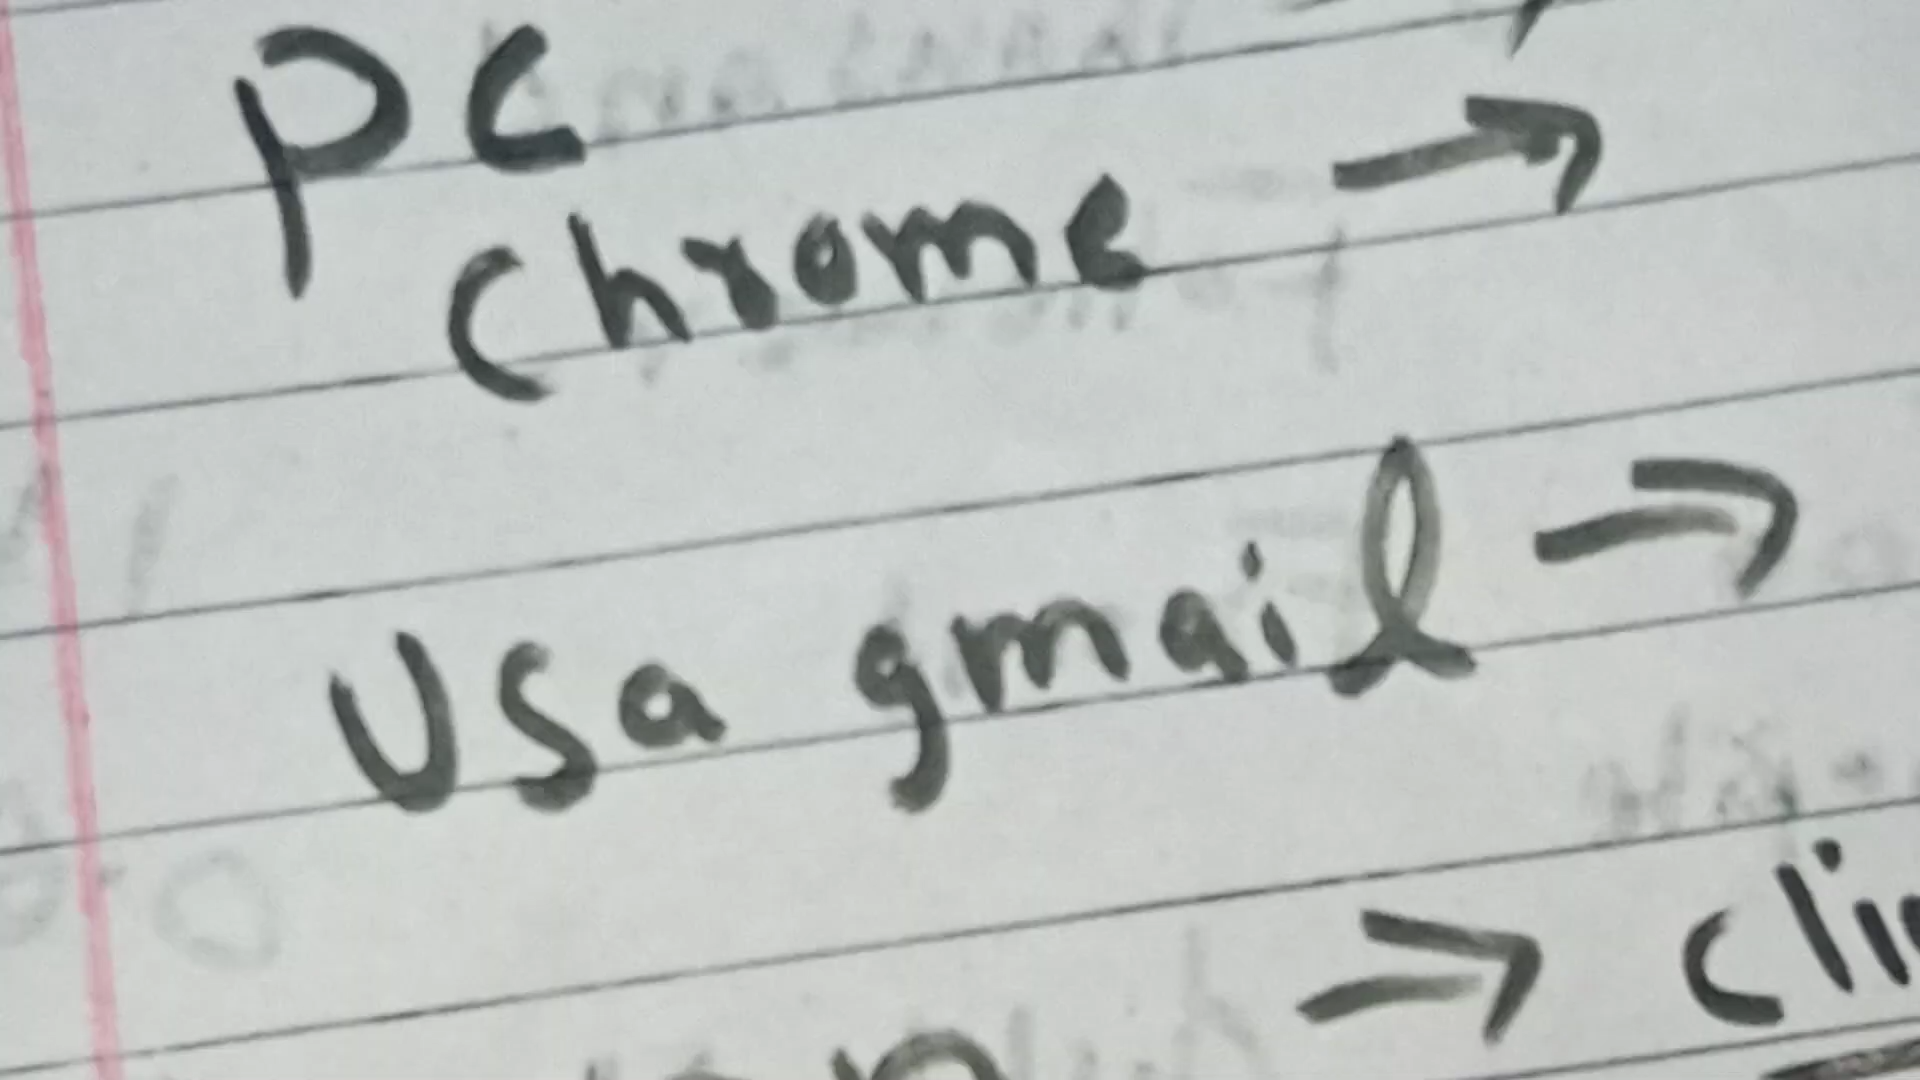 PC
Chrome →
Usa gmail →
→